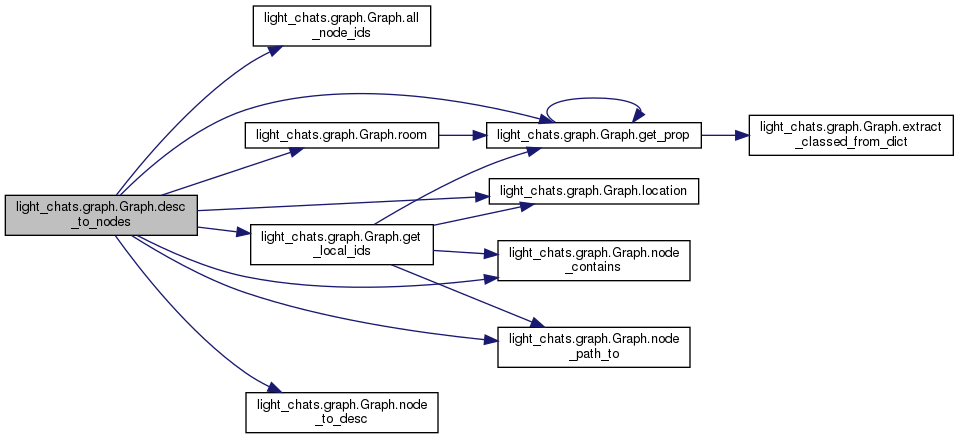 light_chats.graph.Graph.all
_node_ids
light_chats.graph.Graph.room
light_chats.graph.Graph.get_prop
light_chats.graph.Graph.extract
_classed_from_dict
light_chats.graph.Graph.desc
_to_nodes
light_chats.graph.Graph.location
light_chats.graph.Graph.get
_local_ids
light_chats.graph.Graph.node
_contains
light_chats.graph.Graph.node
_path_to
light_chats.graph.Graph.node
_to_desc